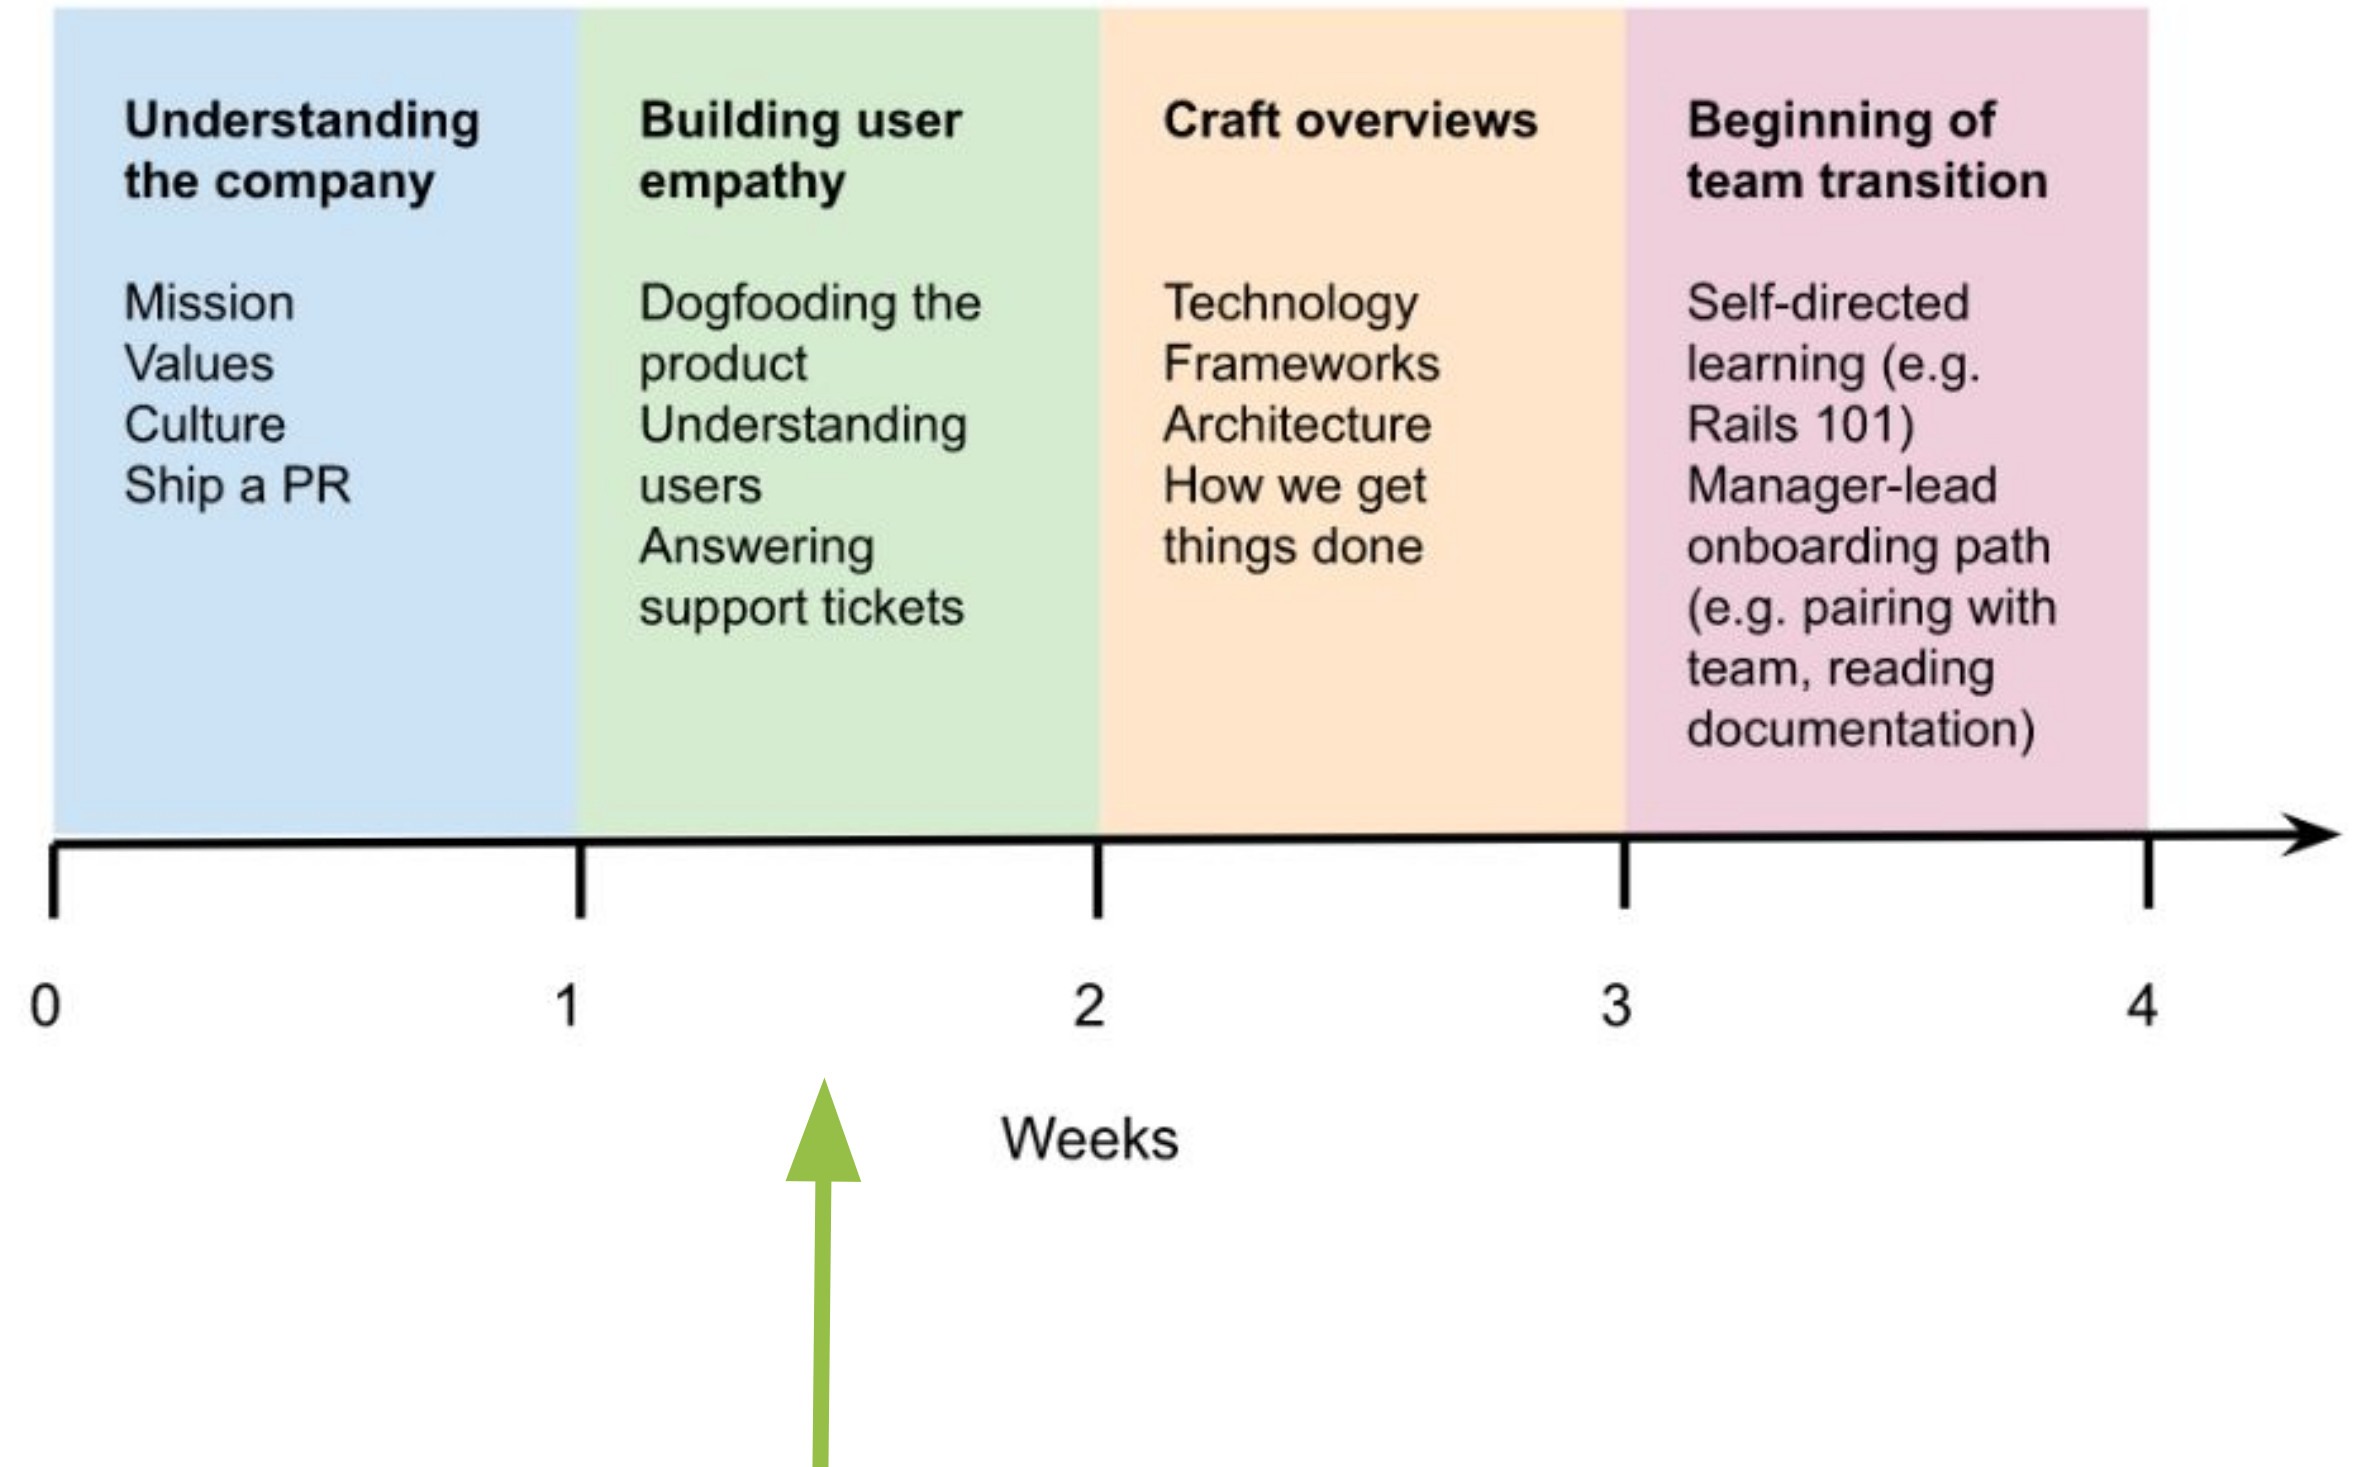 Understanding
the company
Mission
Values
Culture
Ship a PR
Building user
empathy
Dogfooding the
product
Understanding
users
Answering
support tickets
Craft overviews
Technology
Frameworks
Architecture
How we get
things done
Beginning of
team transition
Self-directed
learning (e.g.
Rails 101)
Manager-lead
onboarding path
(e.g. pairing with
team, reading
documentation)
0 1 2 3 4
Weeks